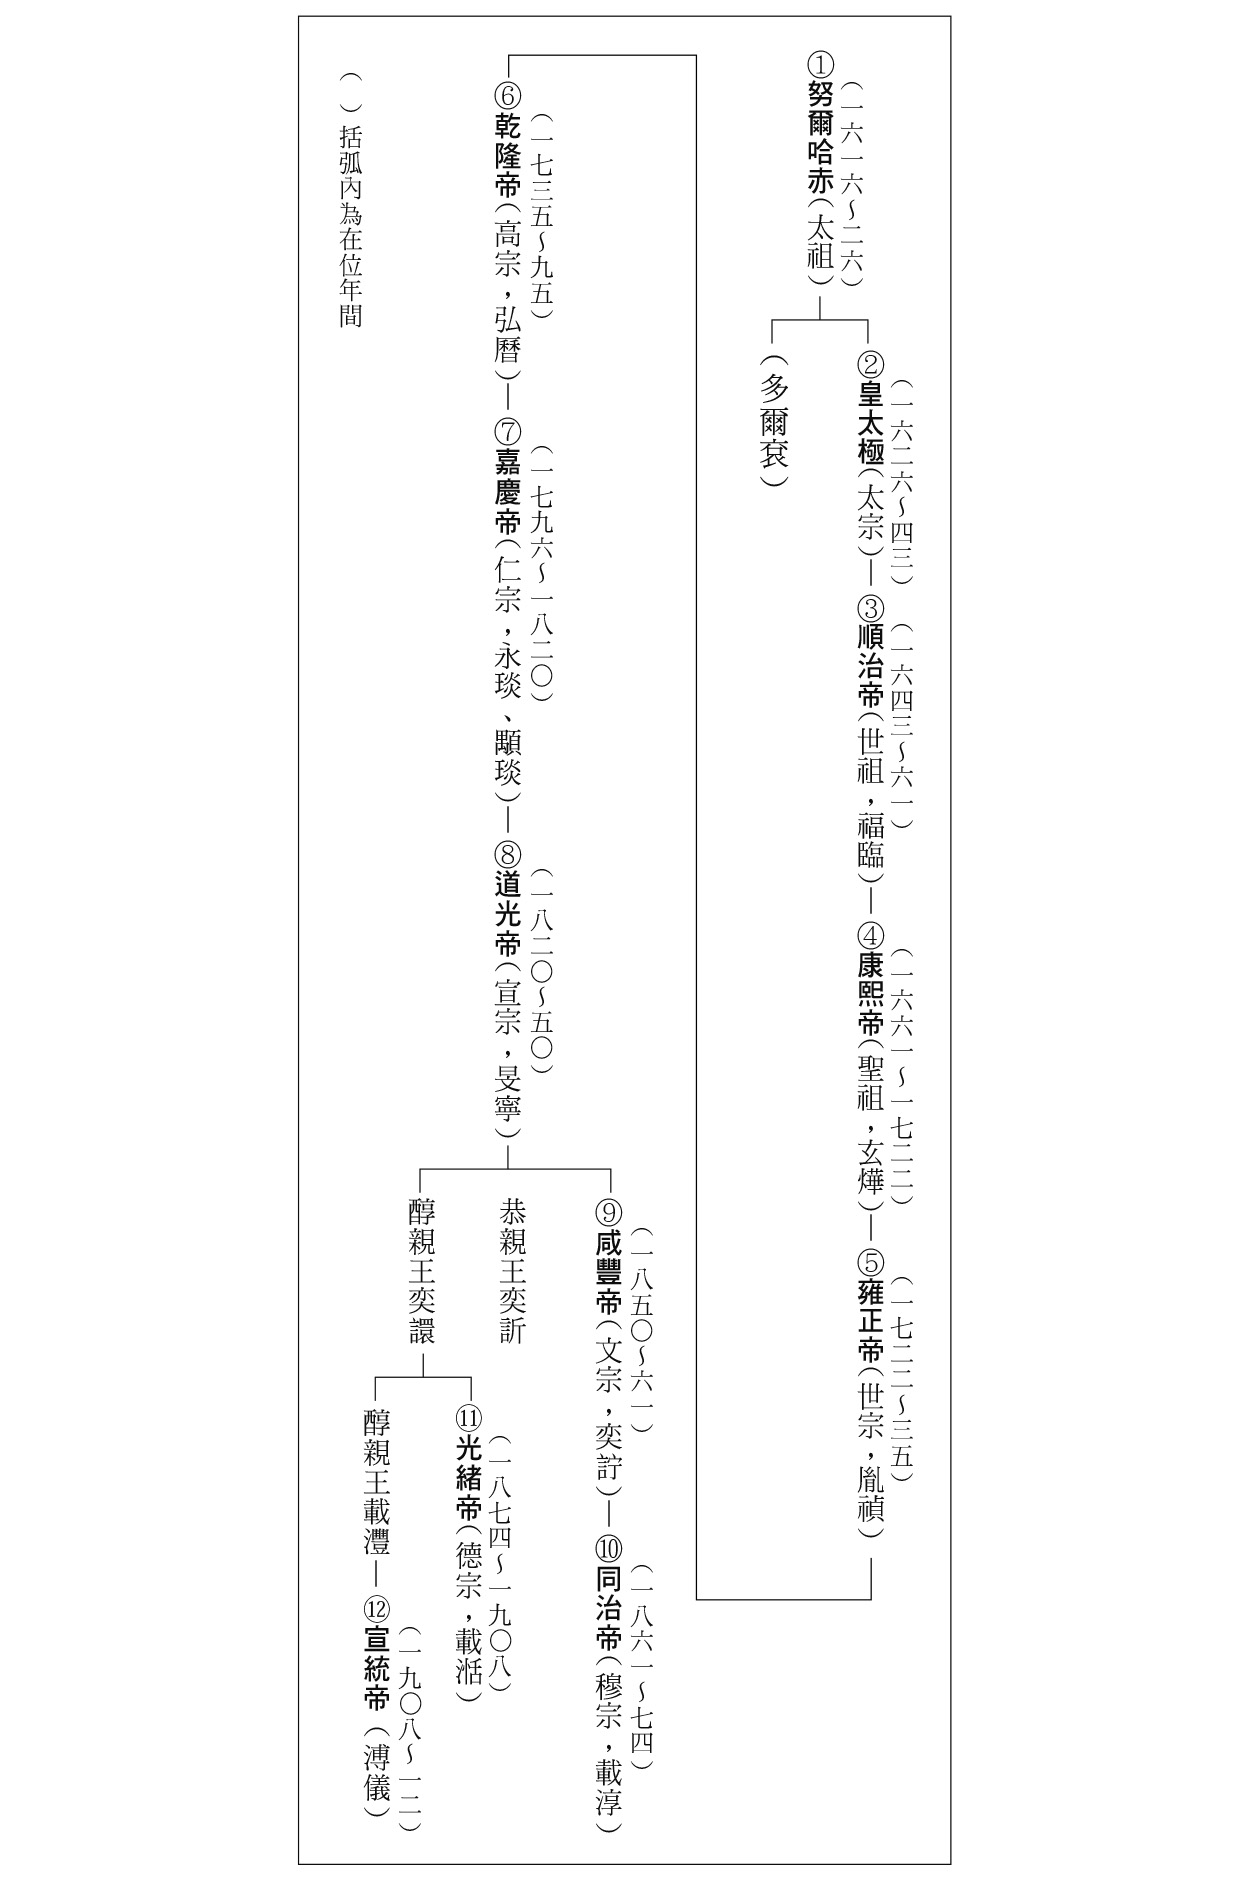 (一六一六～二六)
①努爾哈赤(太祖)
(一六二六～四三)
②皇太極(太宗)
(多爾袞)
(一六四三～六一)
③順治帝(世祖，福臨)
(一六六一～一七二二)
④康熙帝(聖祖，玄燁)
(一七二二～三五)
⑤雍正帝(世宗，胤禎)
(一七三五～九五)
⑥乾隆帝(高宗，弘曆)
(一七九六～一八二〇)
⑦嘉慶帝(仁宗，永琰、顒琰)
(一八二〇～五〇)
⑧道光帝(宣宗，旻寧)
(一八五〇～六一)
⑨咸豐帝(文宗，奕詝)
(一八六一～七四)
⑩同治帝(穆宗，載淳)
恭親王奕訢
醇親王奕譞
(一八七四～一九〇八)
⑪光緒帝(德宗，載湉)
醇親王載灃
(一九〇八～一二)
⑫宣統帝(溥儀)
( )括弧內為在位年間